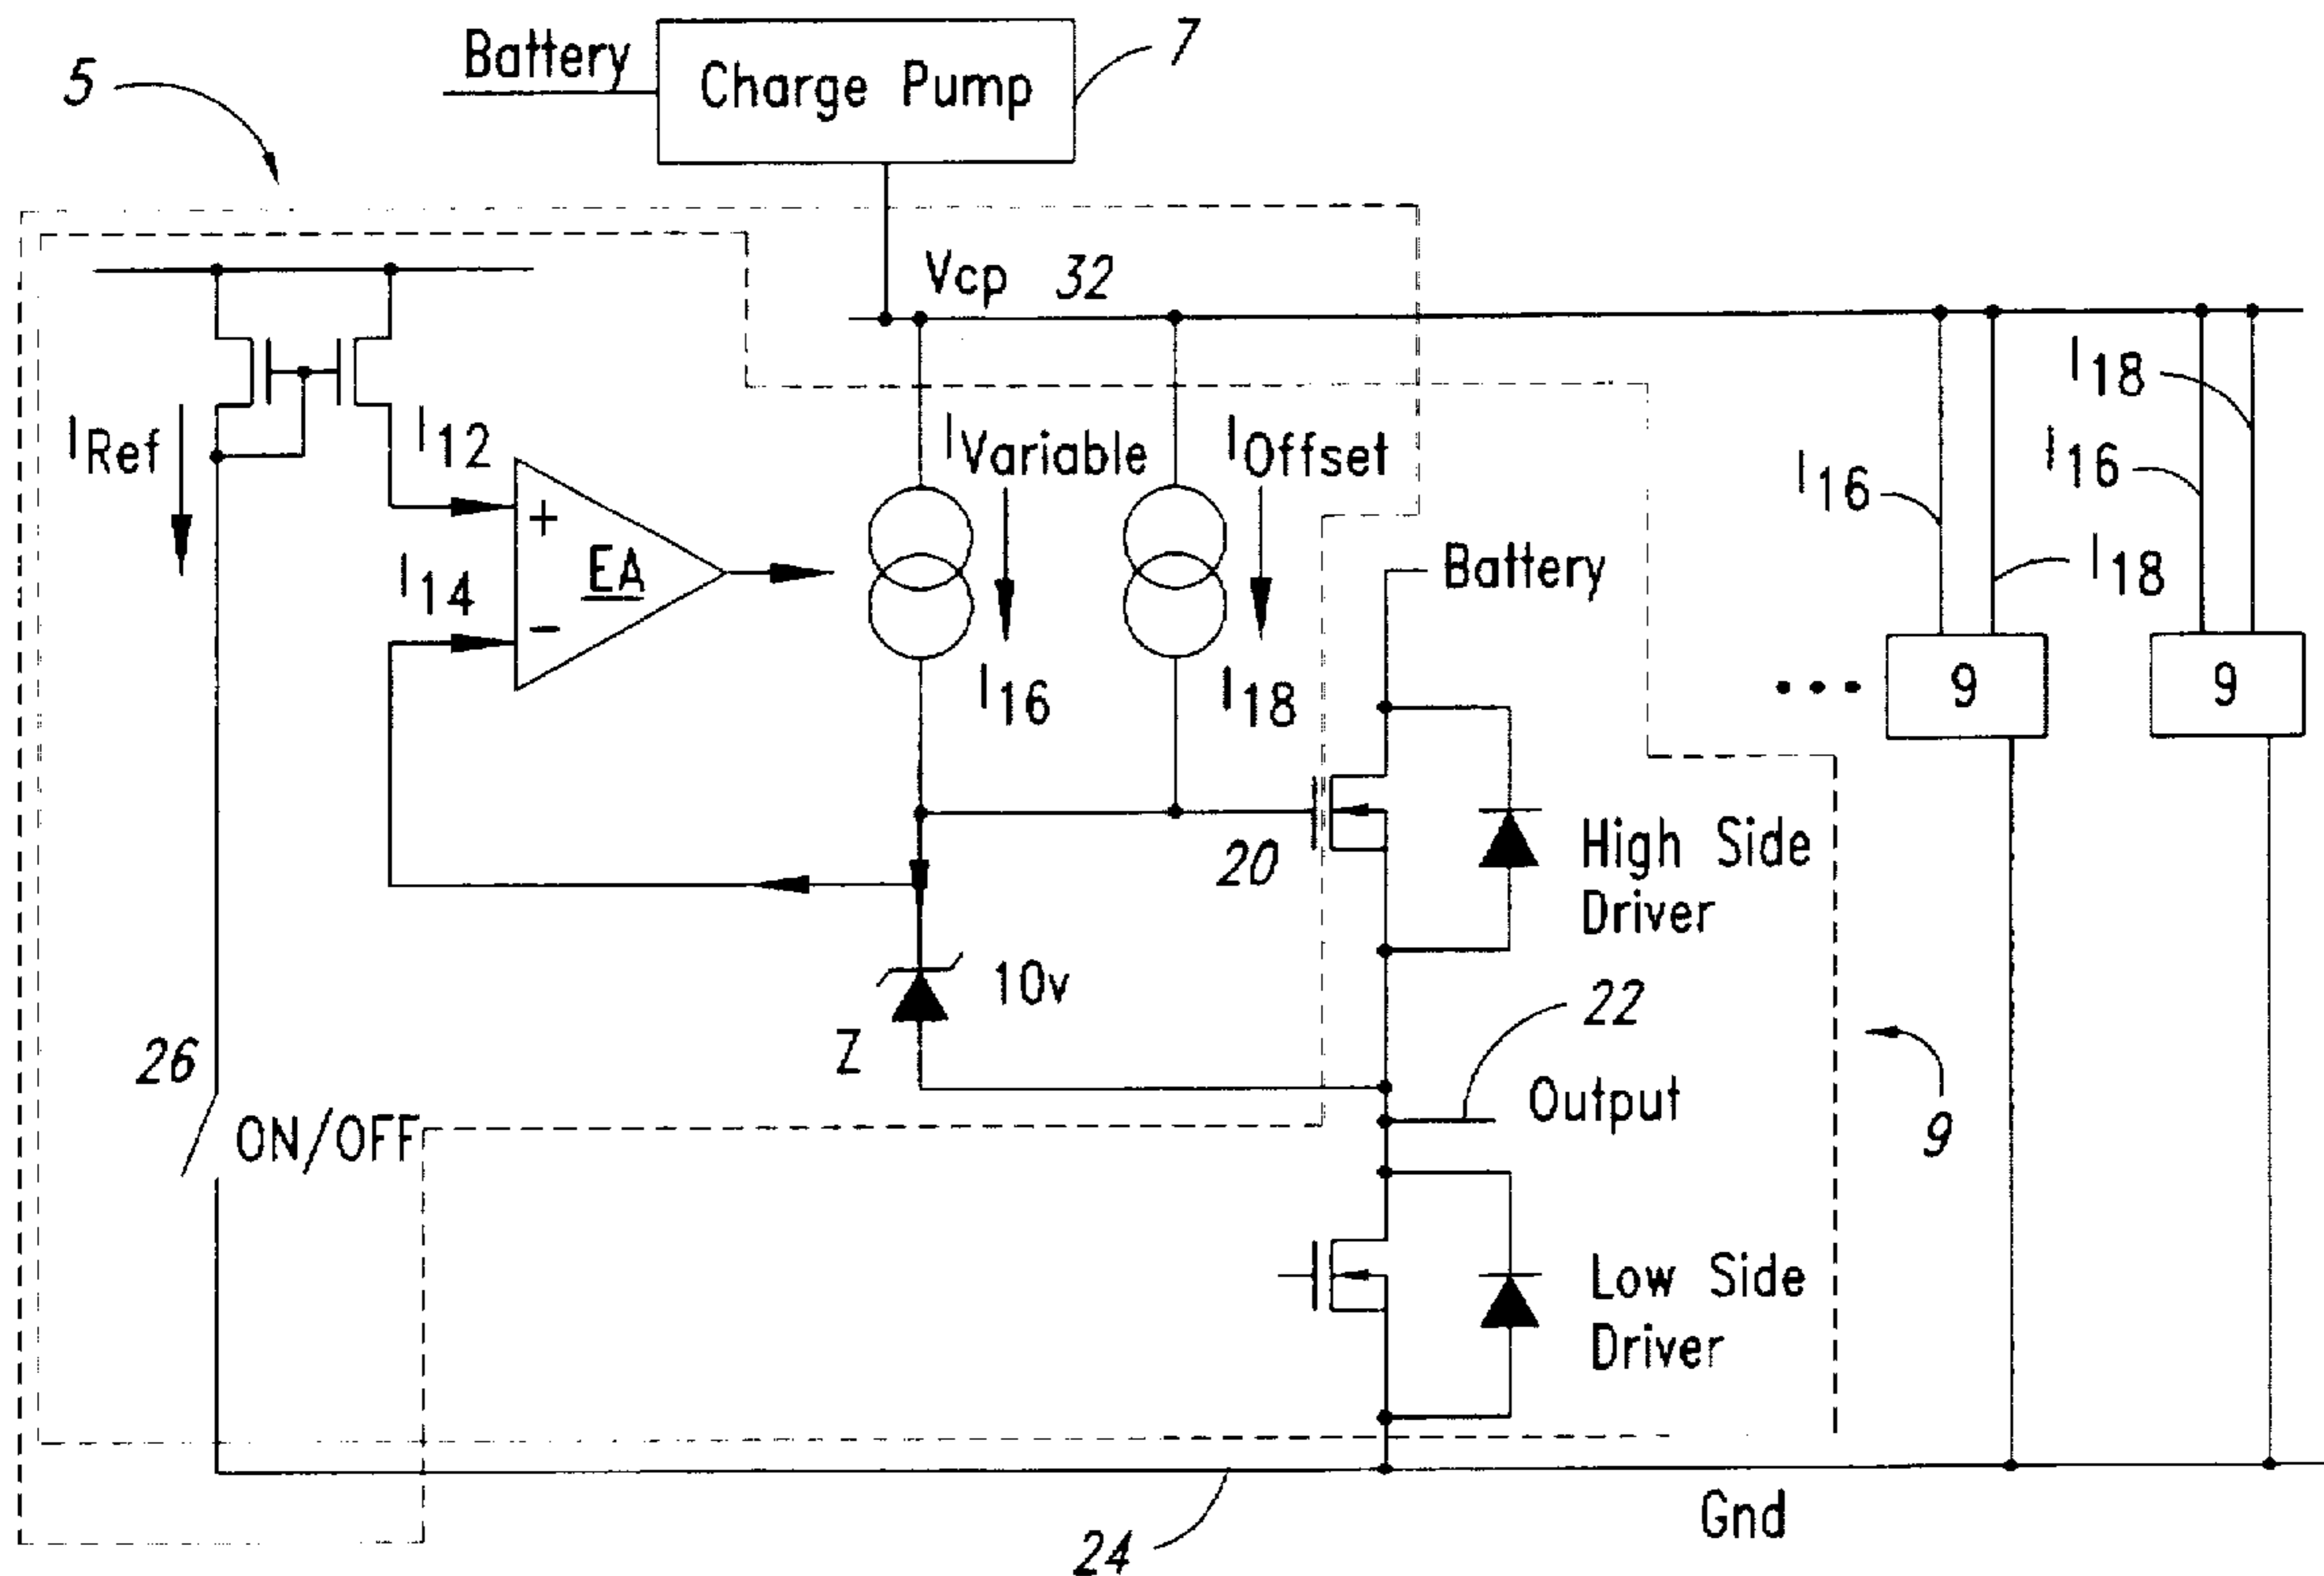 Battery
Charge Pump
7
5
Vcp 32
I18
I16
I16
I18
IRef
I12
IVariable
IOffset
+
EA
−
I14
Battery
I16
I18
9
9
• • •
20
High Side
Driver
10v
Z
22
Output
26
ON/OFF
9
Low Side
Driver
Gnd
24